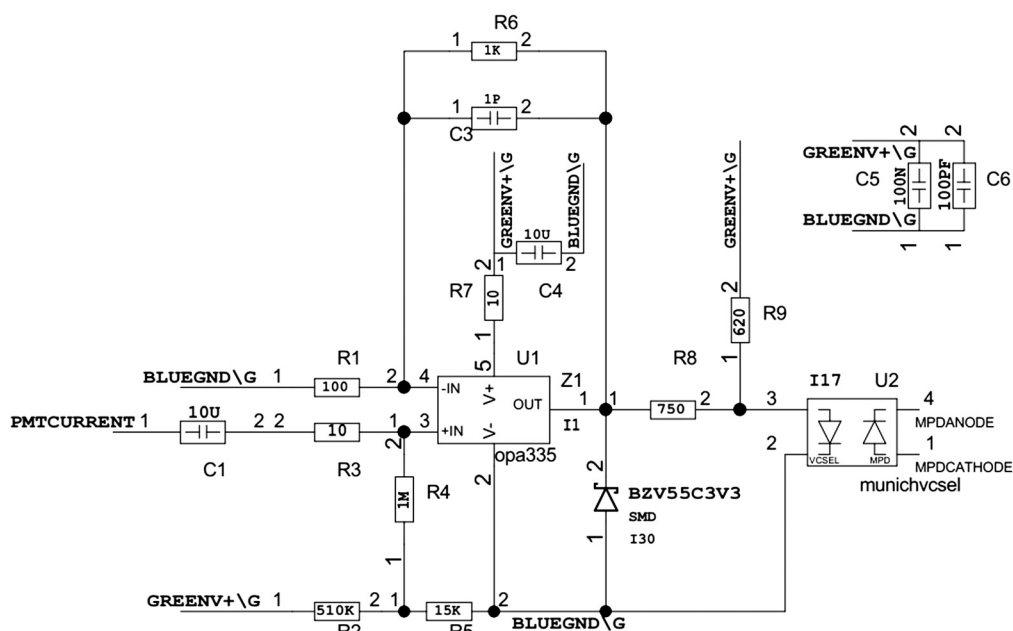 R6
1 1K 2
1 1P 2
C3
GREENV+\G
10U
BLUEGND\G
2 1 2
R7 10 C4
1
GREENV+\G
2
620 R9
1
GREENV+\G 2 2
C5 100N 100PF C6
BLUEGND\G
1 1
BLUEGND\G 1 R1 100 2 4 -IN
5 V+ U1
OUT
Z1
1 I1
1 R8 750 2
3 I17 U2 4
MPDANODE
PMTCURRENT 1 10U 2 2 10 1 3 +IN
V-
opa335
C1 R3 2
2 VCSEL MPD 1
MPDCATHODE
munichvcsel
1M R4
2
2
BZV55C3V3
SMD
I30
1
1
GREENV+\G 1 510K 2 1 15K 2
BLUEGND\G
R2 R5